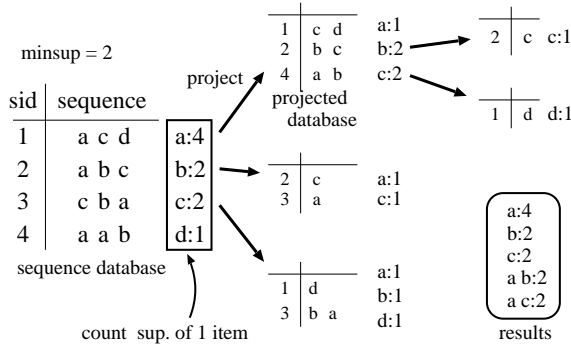 minsup = 2
sid sequence
1 a c d
2 a b c
3 c b a
4 a a b
sequence database
a:4
b:2
c:2
d:1
count sup. of 1 item
project
1 c d
2 b c
4 a b
projected
database
a:1
b:2
c:2
2 c
3 a
a:1
c:1
1 d
3 b a
a:1
b:1
d:1
2 c
c:1
1 d
d:1
a:4
b:2
c:2
a b:2
a c:2
results